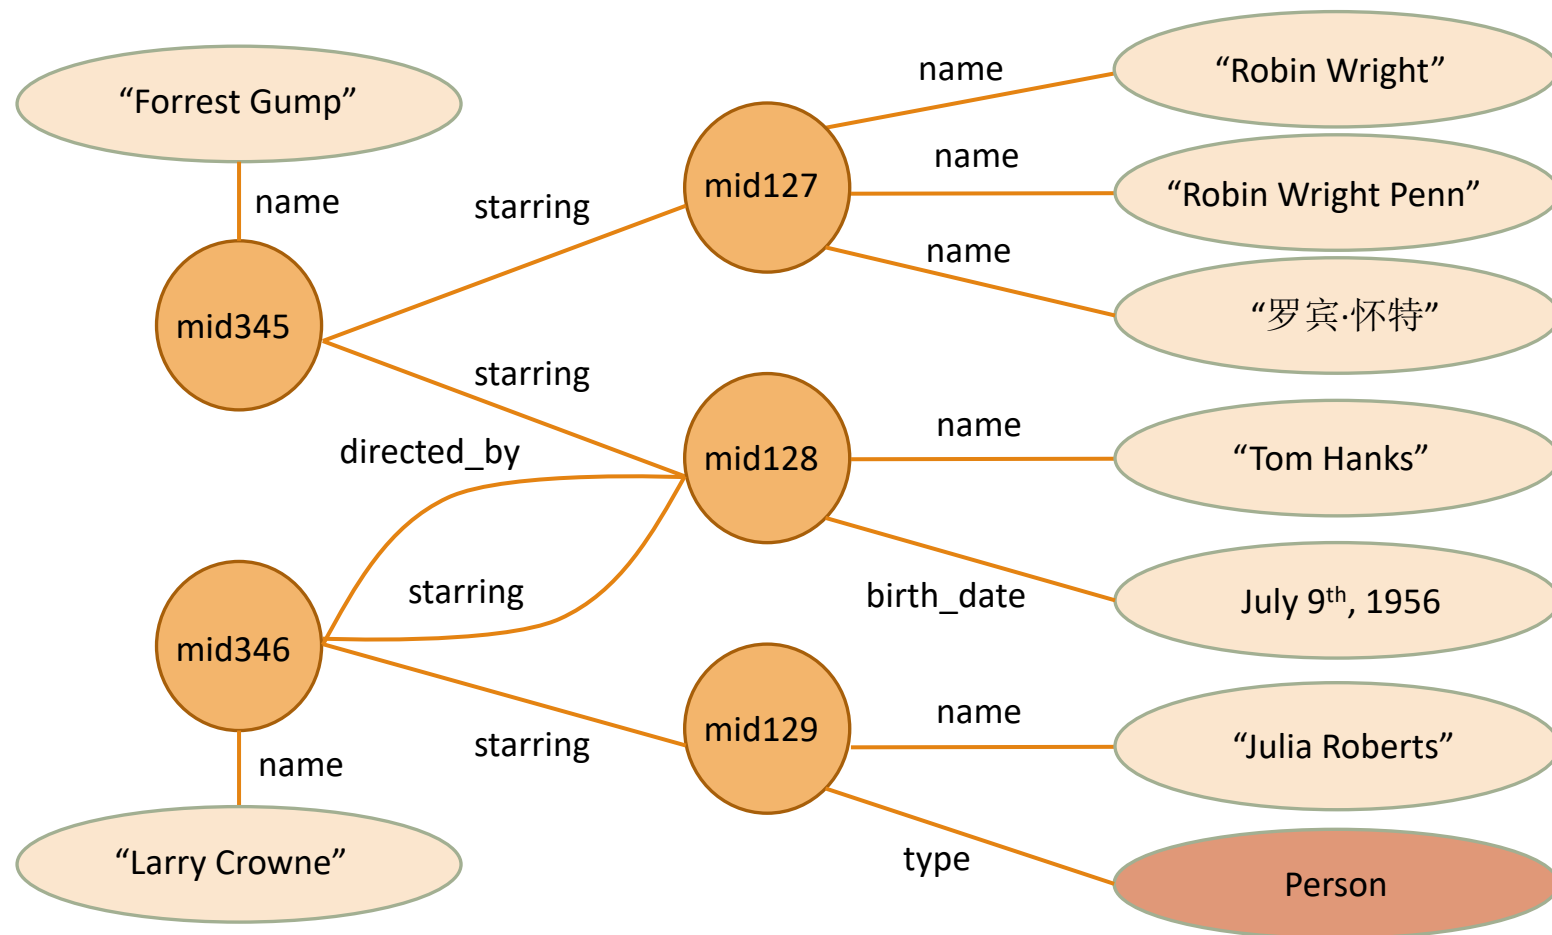 “Forrest Gump”
name
mid345
starring
starring
directed_by
starring
mid346
starring
name
“Larry Crowne”
mid127
name
“Robin Wright”
name
“Robin Wright Penn”
name
“罗宾·怀特”
mid128
name
“Tom Hanks”
birth_date
July 9th, 1956
mid129
name
“Julia Roberts”
type
Person